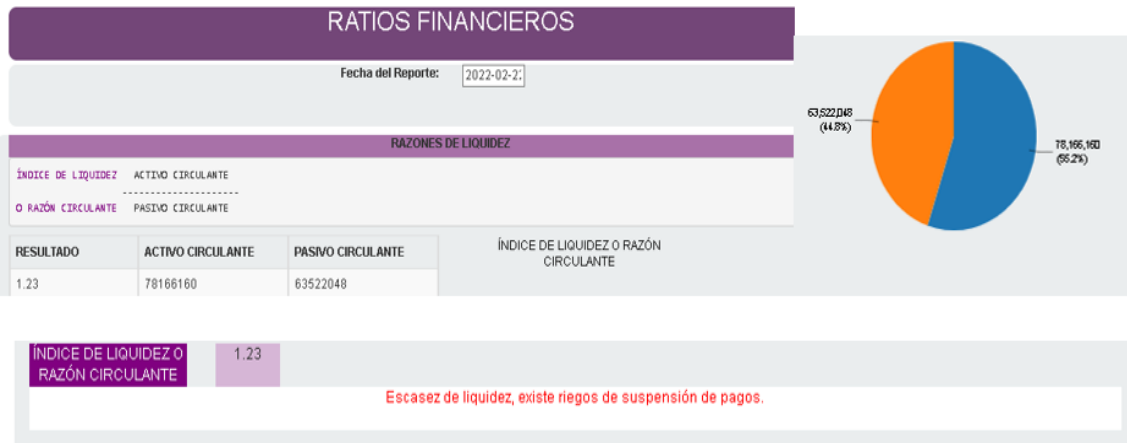 RATIOS FINANCIEROS
Fecha del Reporte: 2022-02-2
RAZONES DE LIQUIDEZ
ÍNDICE DE LIQUIDEZ ACTIVO CIRCULANTE
--------------------
O RAZÓN CIRCULANTE PASIVO CIRCULANTE
RESULTADO ACTIVO CIRCULANTE PASIVO CIRCULANTE
1.23 78166160 63522048
ÍNDICE DE LIQUIDEZ O RAZÓN
CIRCULANTE
63,522,048
(44.8%)
78,166,160
(55.2%)
ÍNDICE DE LIQUIDEZ O 1.23
RAZÓN CIRCULANTE
Escasez de liquidez, existe riegos de suspensión de pagos.